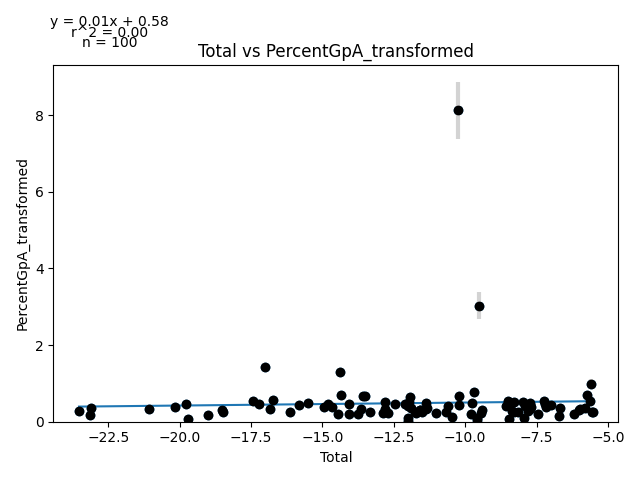 y = 0.01x + 0.58
r^2 = 0.00
n = 100
Total vs PercentGpA_transformed
PercentGpA_transformed
8
6
4
2
0
−22.5 −20.0 −17.5 −15.0 −12.5 −10.0 −7.5 −5.0
Total